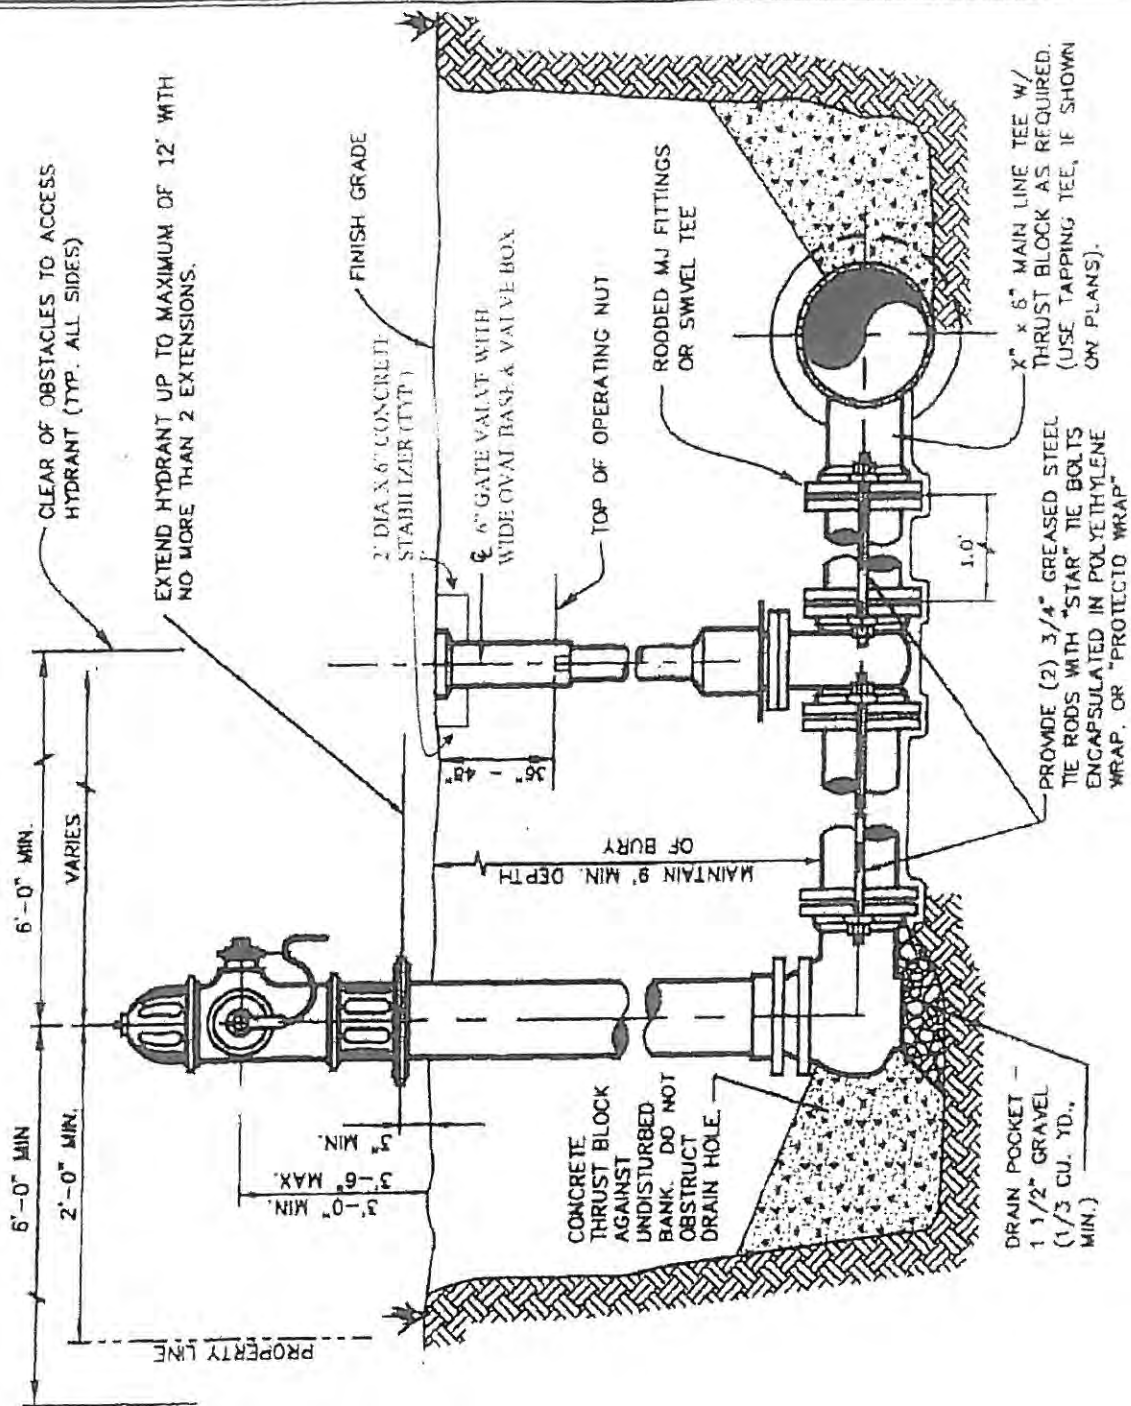 6'-0" MIN
6'-0" MIN.
2'-0" MIN.
VARIES
PROPERTY LINE
CLEAR OF OBSTACLES TO ACCESS
HYDRANT (TYP. ALL SIDES)
EXTEND HYDRANT UP TO MAXIMUM OF 12' WITH
NO MORE THAN 2 EXTENSIONS.
FINISH GRADE
2' DIA X 6" CONCRETE
STABILIZER (TYP)
6" GATE VALVE WITH
WIDE OVAL BASE & VALVE BOX
TOP OF OPERATING NUT
RODDED MJ FITTINGS
OR SWIVEL TEE
3'-0" MIN.
3'-6" MAX.
3" MIN.
36" - 48"
MAINTAIN 9' MIN. DEPTH
OF BURY
1.0'
CONCRETE
THRUST BLOCK
AGAINST
UNDISTURBED
BANK. DO NOT
OBSTRUCT
DRAIN HOLE.
DRAIN POCKET –
1 1/2" GRAVEL
(1/3 CU. YD.,
MIN.)
PROVIDE (2) 3/4" GREASED STEEL
TIE RODS WITH "STAR" TIE BOLTS
ENCAPSULATED IN POLYETHYLENE
WRAP, OR "PROTECTO WRAP"
X" x 6" MAIN LINE TEE W/
THRUST BLOCK AS REQUIRED.
(USE TAPPING TEE, IF SHOWN
ON PLANS).